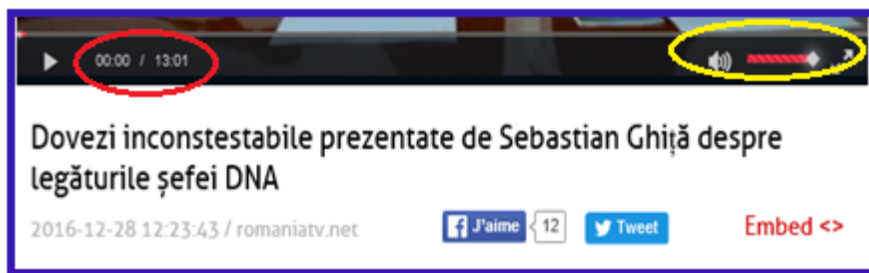 00:00 / 13:01
Dovezi inconstestabile prezentate de Sebastian Ghiță despre
legăturile șefei DNA
2016-12-28 12:23:43 / romaniatv.net J'aime 12 Tweet Embed <>